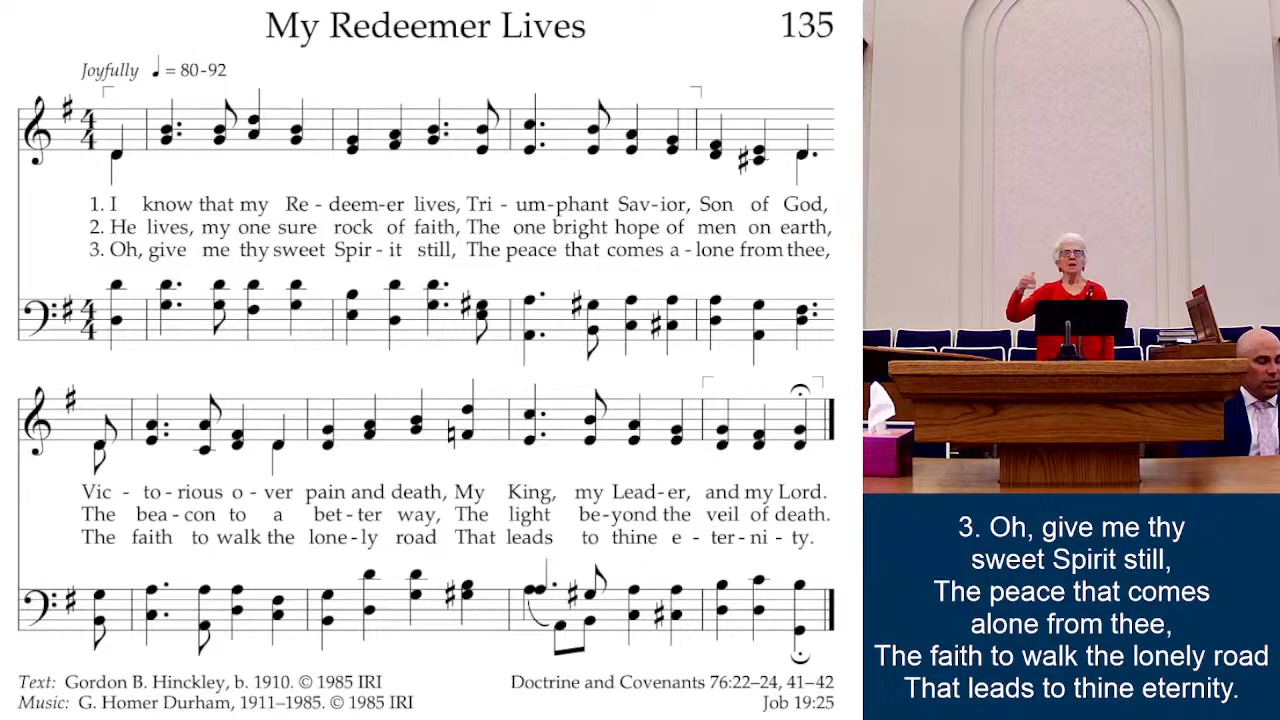 My Redeemer Lives
135
Joyfully ♩ = 80-92
1. I know that my Re - deem-er lives, Tri - um-phant Sav-ior, Son of God,
2. He lives, my one sure rock of faith, The one bright hope of men on earth,
3. Oh, give me thy sweet Spir - it still, The peace that comes a - lone from thee,
Vic - to - rious o - ver pain and death, My King, my Lead-er, and my Lord.
The bea - con to a bet - ter way, The light be-yond the veil of death.
The faith to walk the lone - ly road That leads to thine e - ter - ni - ty.
Text: Gordon B. Hinckley, b. 1910. © 1985 IRI
Music: G. Homer Durham, 1911–1985. © 1985 IRI
Doctrine and Covenants 76:22–24, 41–42
Job 19:25
3. Oh, give me thy
sweet Spirit still,
The peace that comes
alone from thee,
The faith to walk the lonely road
That leads to thine eternity.